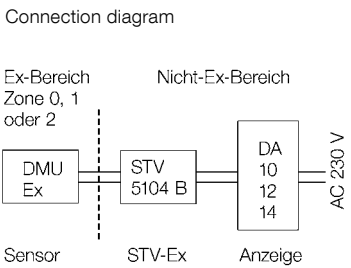 Connection diagram
Ex-Bereich
Zone 0, 1
oder 2
Nicht-Ex-Bereich
DMU
Ex
STV
5104 B
DA
10
12
14
AC 230 V
Sensor
STV-Ex
Anzeige